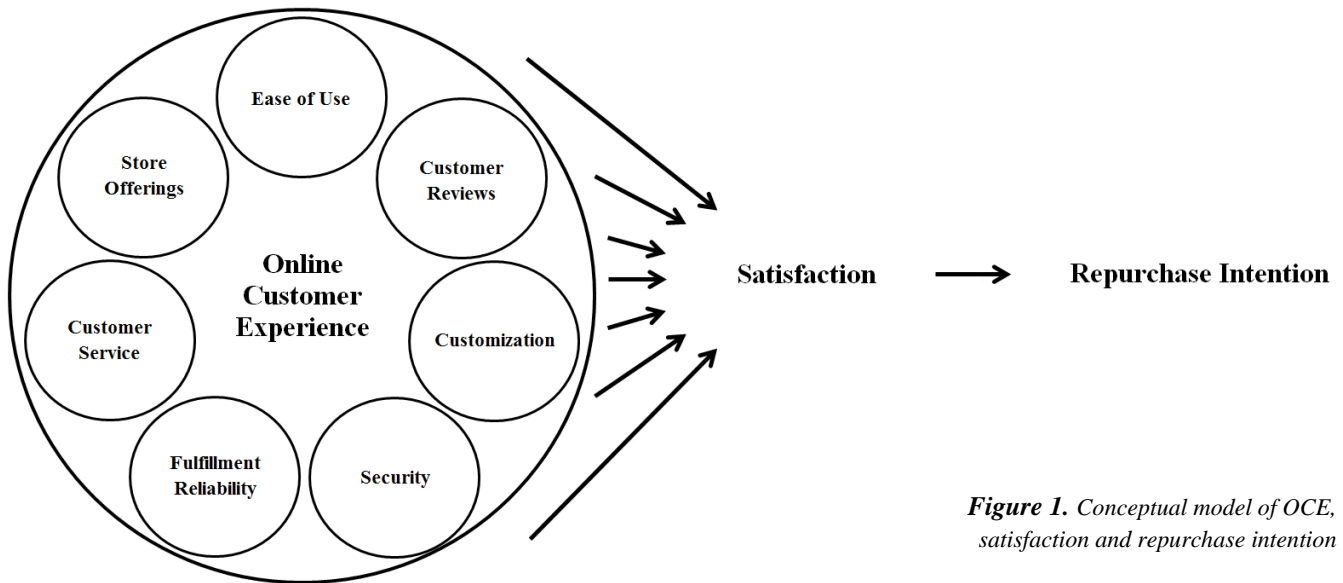 Ease of Use
Store
Offerings
Customer
Reviews
Online
Customer
Experience
Customer
Service
Customization
Fulfillment
Reliability
Security
Satisfaction
Repurchase Intention
Figure 1. Conceptual model of OCE,
satisfaction and repurchase intention